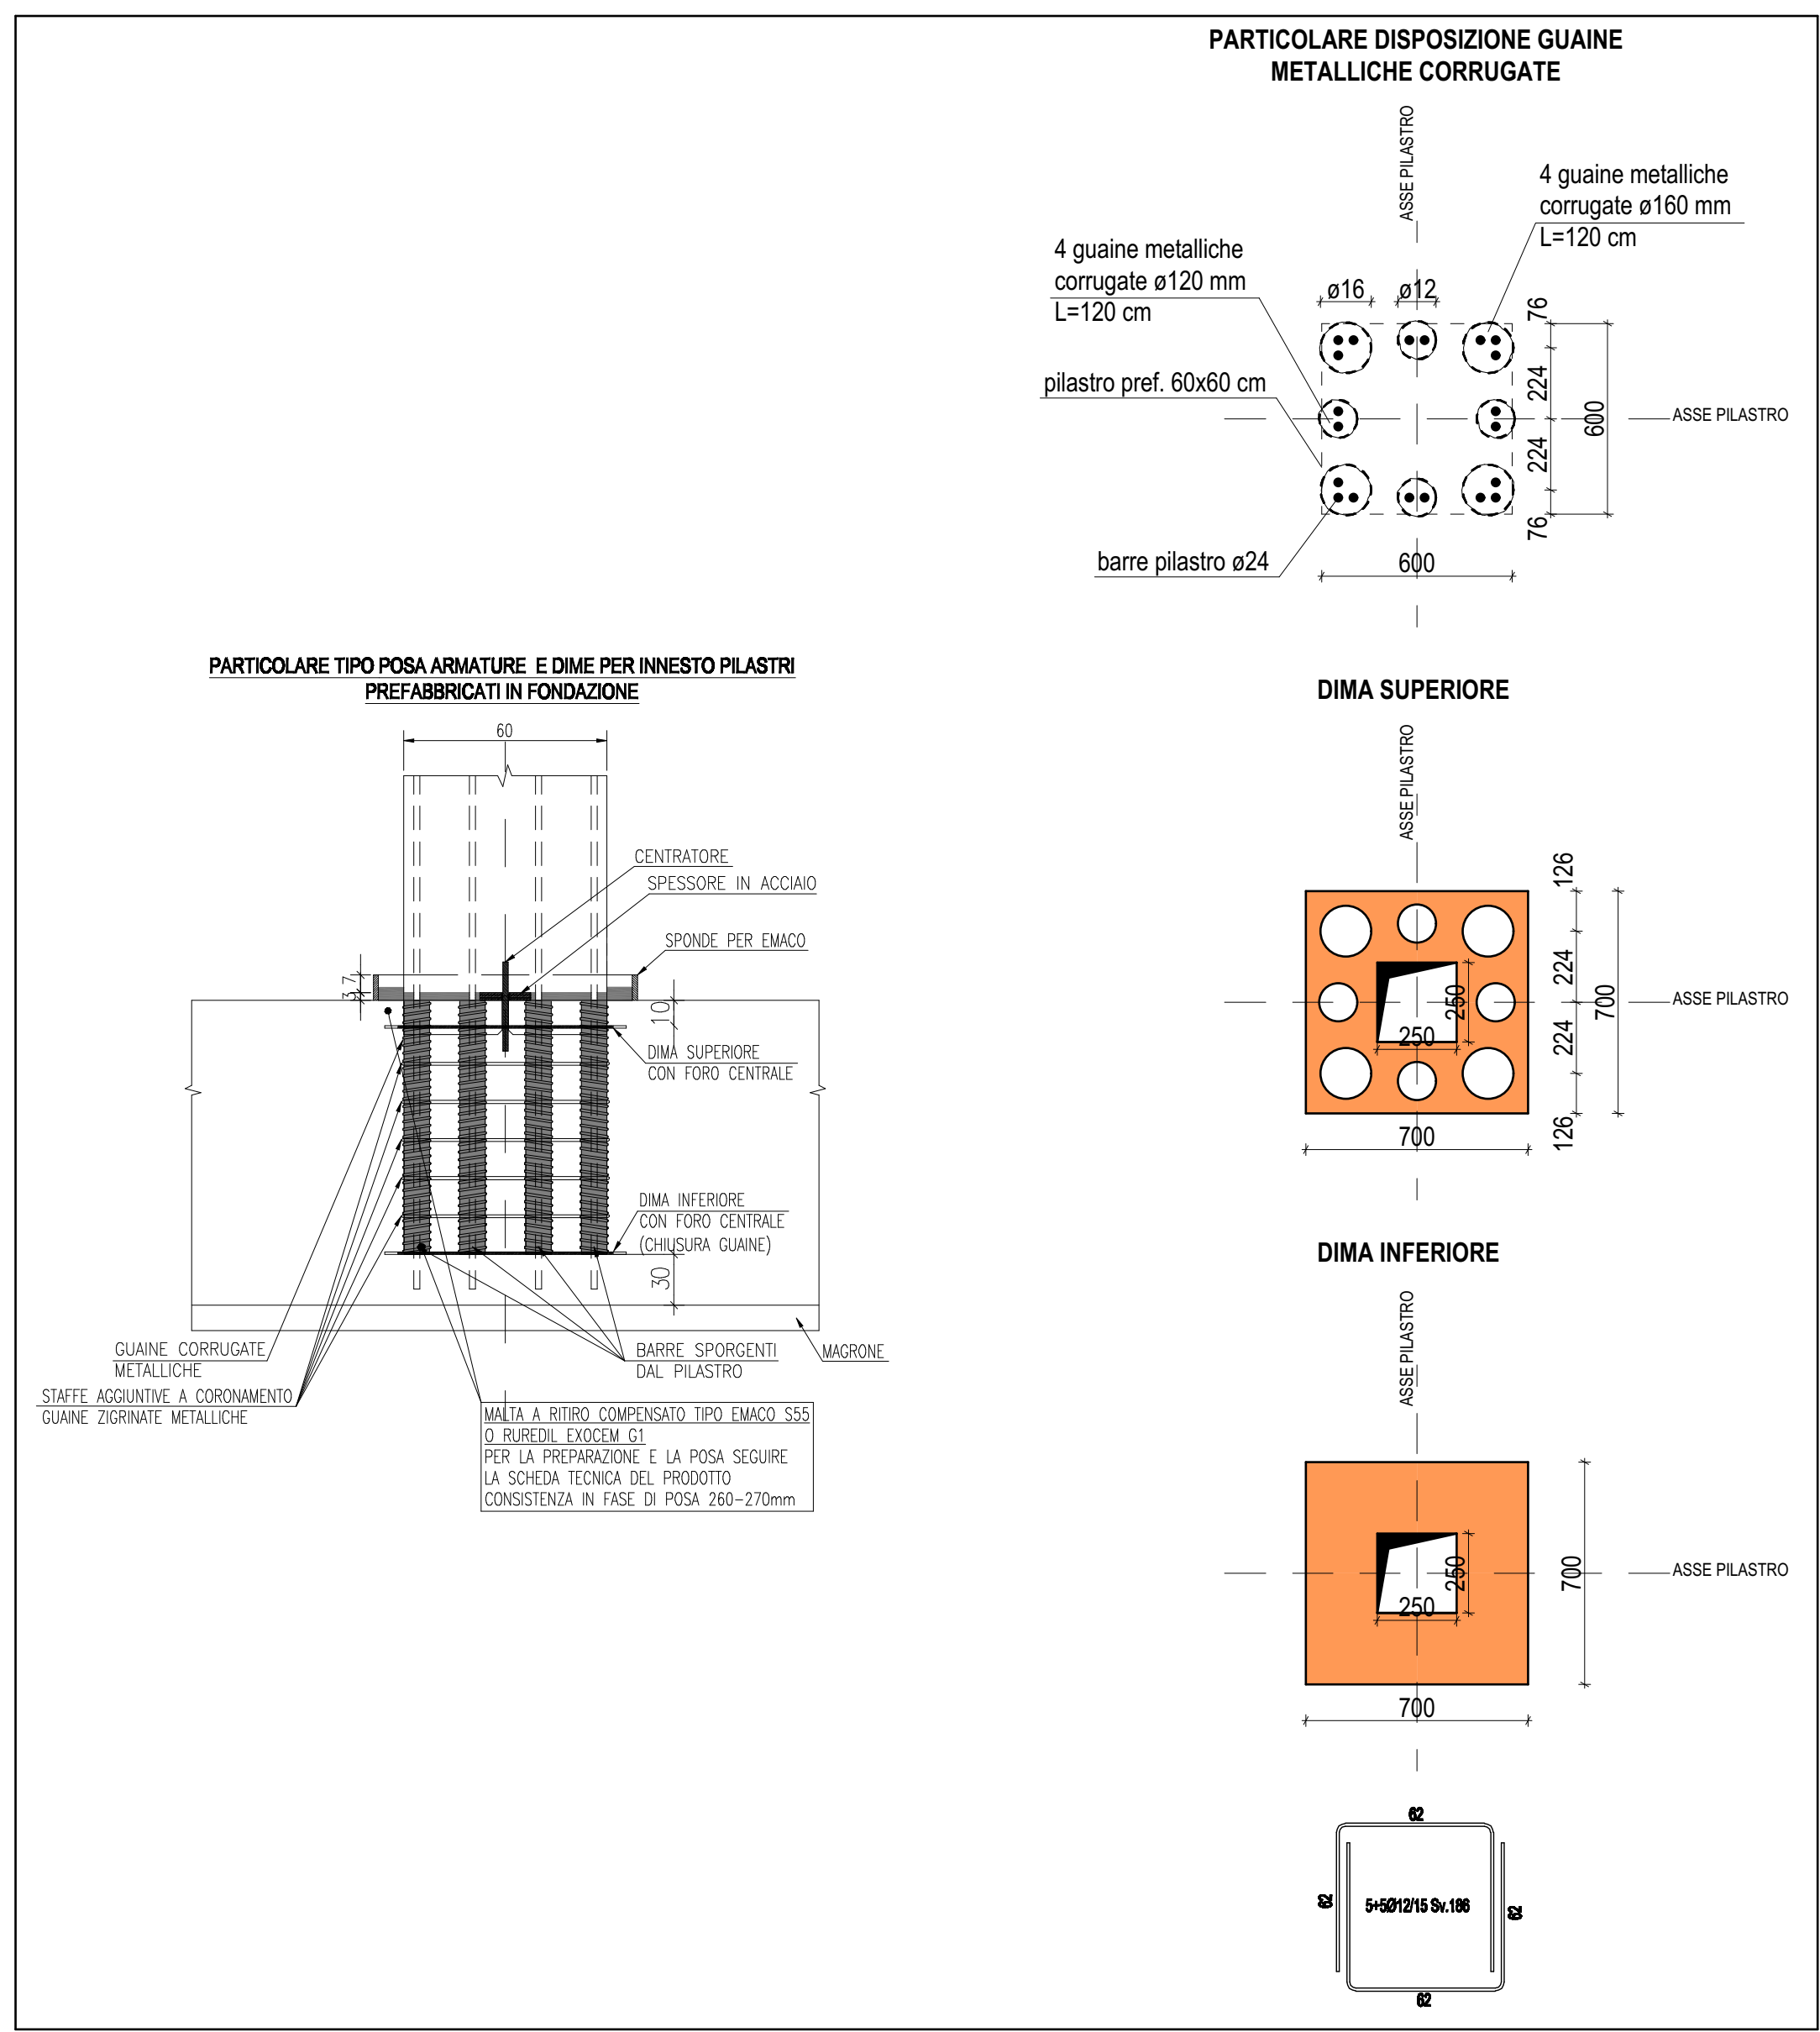 PARTICOLARE DISPOSIZIONE GUAINE
METALLICHE CORRUGATE
ASSE PILASTRO
4 guaine metalliche
corrugate ø160 mm
L=120 cm
4 guaine metalliche
corrugate ø120 mm
L=120 cm
ø16
ø12
76
224
600
224
76
pilastro pref. 60x60 cm
ASSE PILASTRO
barre pilastro ø24
600
PARTICOLARE TIPO POSA ARMATURE E DIME PER INNESTO PILASTRI
PREFABBRICATI IN FONDAZIONE
60
CENTRATORE
SPESSORE IN ACCIAIO
SPONDE PER EMACO
7
3
10
DIMA SUPERIORE
CON FORO CENTRALE
DIMA INFERIORE
CON FORO CENTRALE
(CHIUSURA GUAINE)
30
GUAINE CORRUGATE
METALLICHE
STAFFE AGGIUNTIVE A CORONAMENTO
GUAINE ZIGRINATE METALLICHE
BARRE SPORGENTI
DAL PILASTRO
MAGRONE
MALTA A RITIRO COMPENSATO TIPO EMACO S55
O RUREDIL EXOCEM G1
PER LA PREPARAZIONE E LA POSA SEGUIRE
LA SCHEDA TECNICA DEL PRODOTTO
CONSISTENZA IN FASE DI POSA 260-270mm
DIMA SUPERIORE
ASSE PILASTRO
126
224
700
224
126
250
250
ASSE PILASTRO
700
DIMA INFERIORE
ASSE PILASTRO
250
250
700
ASSE PILASTRO
700
62
62
5+5Ø12/15 Sv.186
62
62